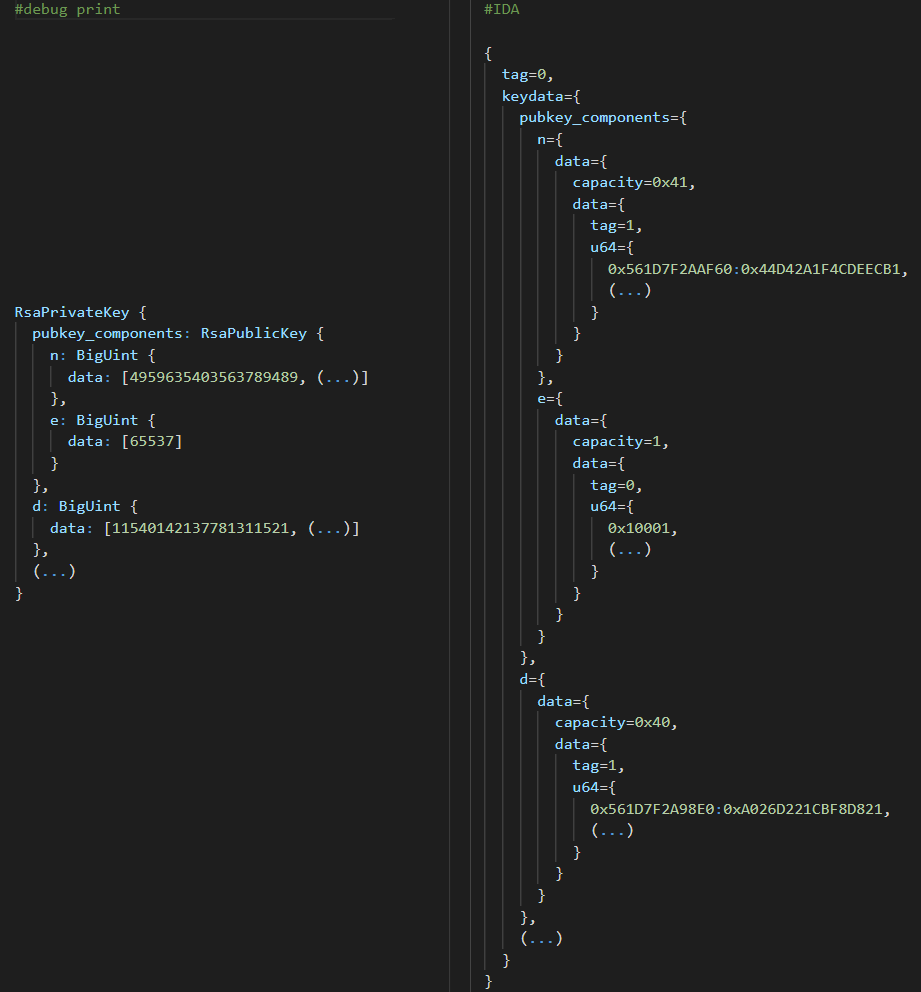 #debug print
RsaPrivateKey {
pubkey_components: RsaPublicKey {
n: BigUint {
data: [4959635403563789489, (...)]
},
e: BigUint {
data: [65537]
}
},
d: BigUint {
data: [11540142137781311521, (...)]
},
(...)
}
#IDA
{
tag=0,
keydata={
pubkey_components={
n={
data={
capacity=0x41,
data={
tag=1,
u64={
0x561D7F2AAF60:0x44D42A1F4CDEECB1,
(...)
}
}
}
},
e={
data={
capacity=1,
data={
tag=0,
u64={
0x10001,
(...)
}
}
}
}
},
d={
data={
capacity=0x40,
data={
tag=1,
u64={
0x561D7F2A98E0:0xA026D221CBF8D821,
(...)
}
}
}
},
(...)
}
}